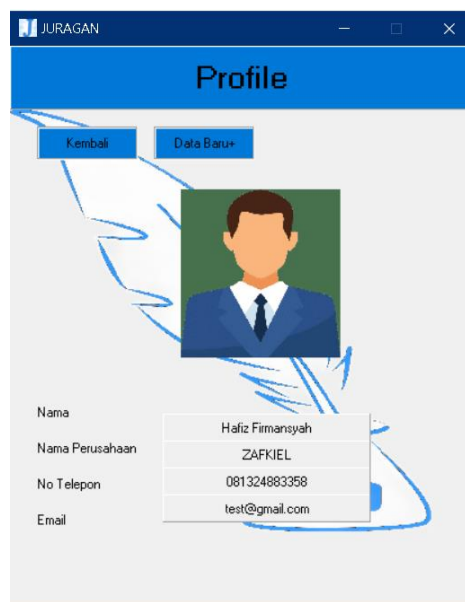 JURAGAN
Profile
Kembali
Data Baru+
Nama
Hafiz Firmansyah
Nama Perusahaan
ZAFKIEL
No Telepon
081324883358
Email
test@gmail.com